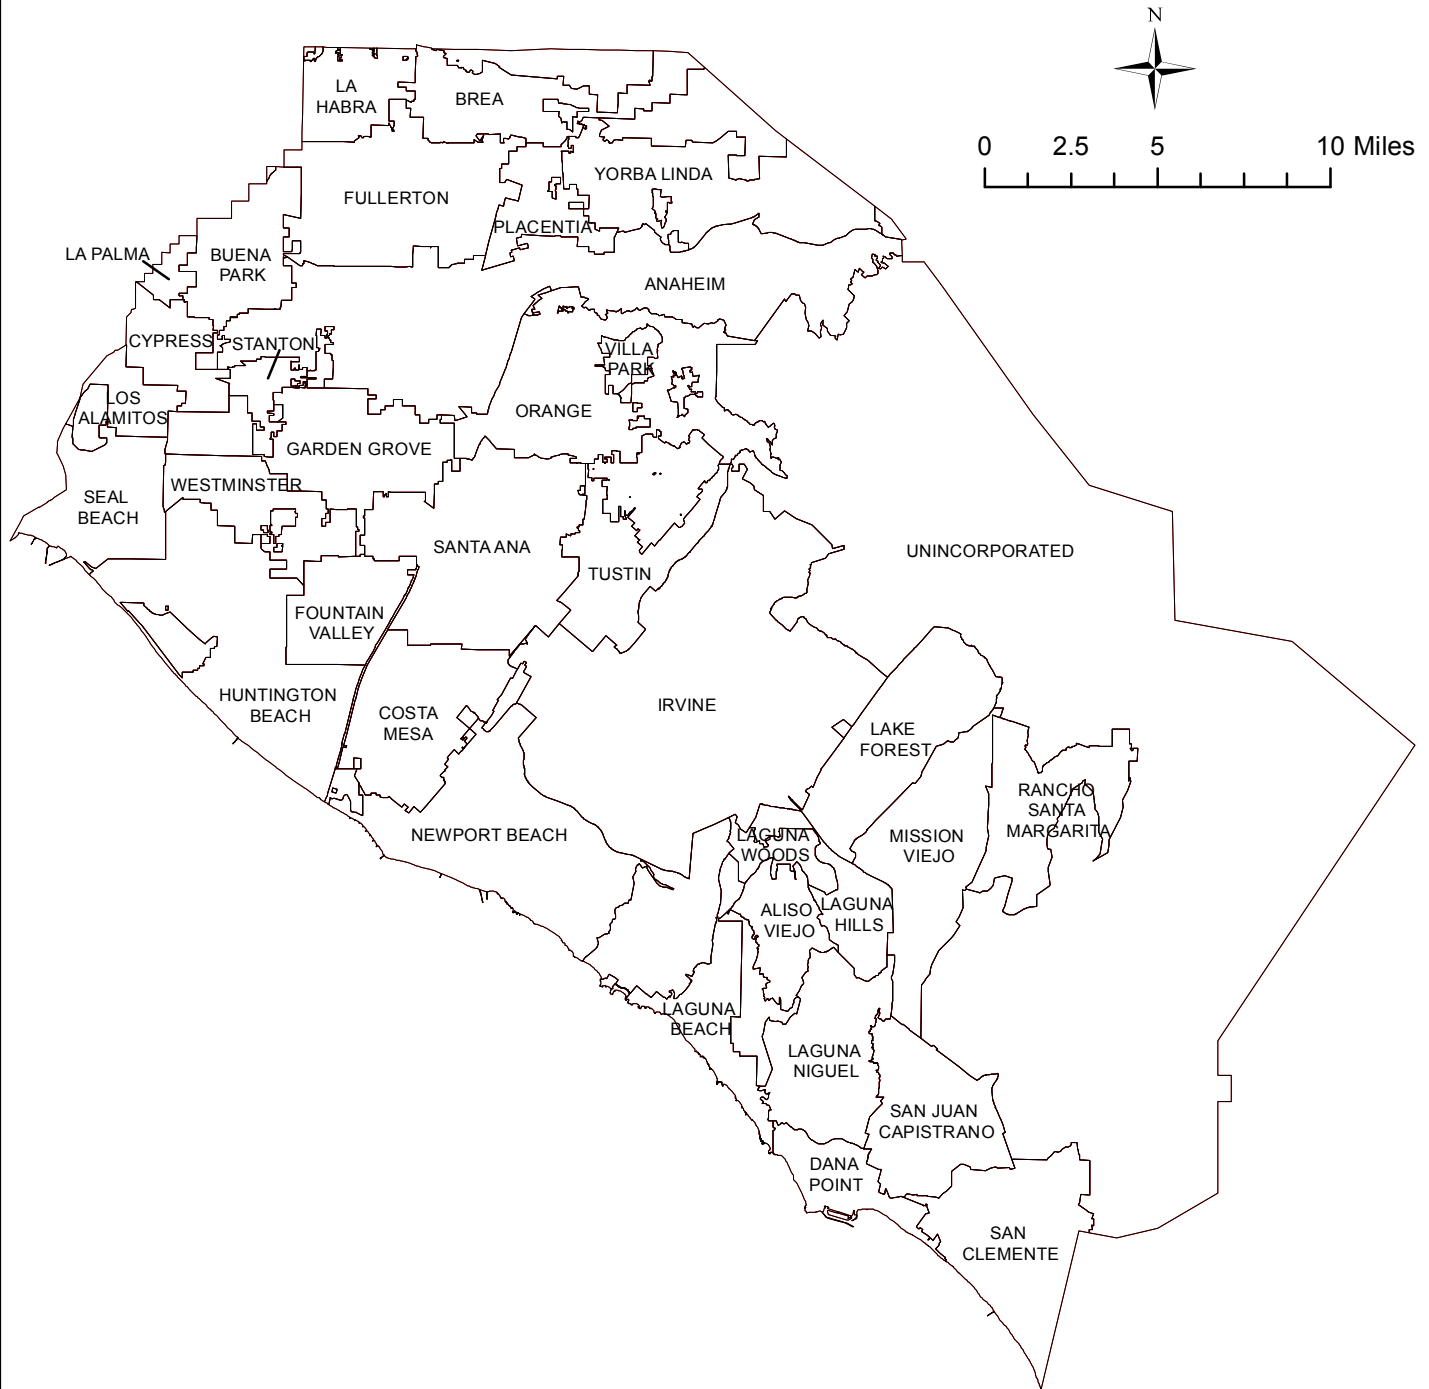 N
0 2.5 5 10 Miles
LA
HABRA
BREA
YORBA LINDA
FULLERTON
PLACENTIA
LA PALMA
BUENA
PARK
ANAHEIM
CYPRESS
STANTON
VILLA
PARK
LOS
ALAMITOS
ORANGE
GARDEN GROVE
WESTMINSTER
SEAL
BEACH
SANTA ANA
UNINCORPORATED
TUSTIN
FOUNTAIN
VALLEY
HUNTINGTON
BEACH
COSTA
MESA
IRVINE
LAKE
FOREST
RANCHO
SANTA
MARGARITA
NEWPORT BEACH
LAGUNA
WOODS
MISSION
VIEJO
ALISO
VIEJO
LAGUNA
HILLS
LAGUNA
BEACH
LAGUNA
NIGUEL
SAN JUAN
CAPISTRANO
DANA
POINT
SAN
CLEMENTE